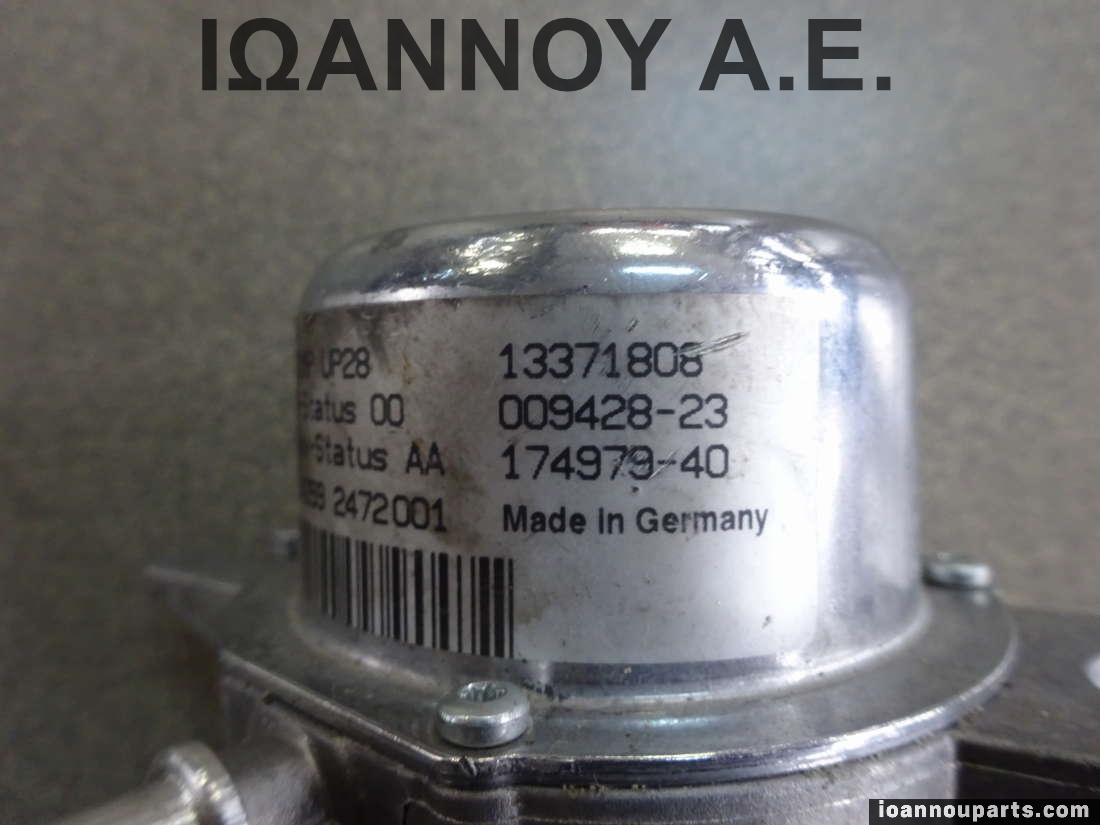 ΙΩΑΝΝΟΥ Α.Ε.
UP28 13371808
Status 00 009428-23
-Status AA 174979-40
2472001 Made in Germany
ioannouparts.com